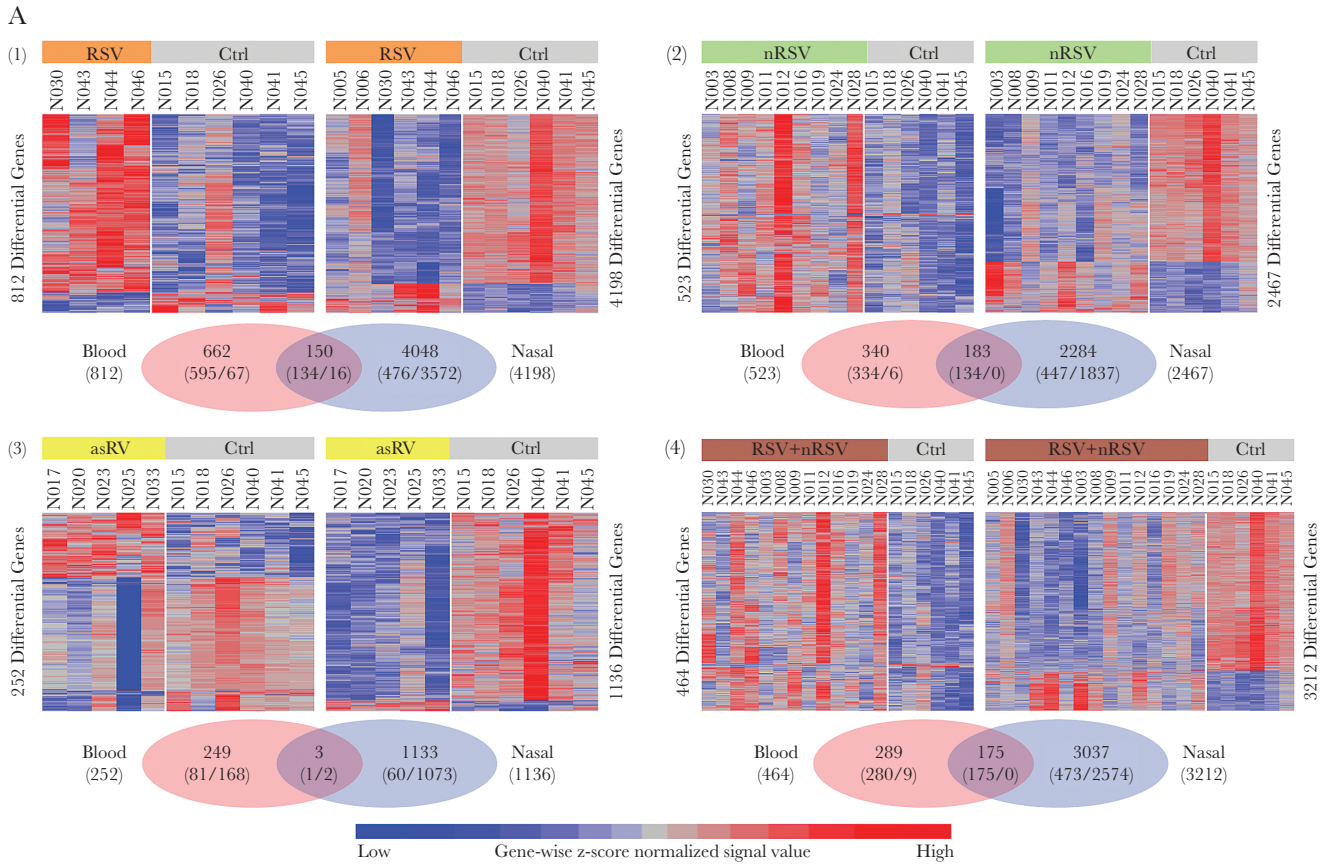 A
(1)
RSV Ctrl RSV Ctrl
N030 N043 N044 N046 N015 N018 N026 N040 N041 N045 N005 N006 N030 N043 N044 N046 N015 N018 N026 N040 N041 N045
812 Differential Genes
4198 Differential Genes
Blood
(812)
662
(595/67)
150
(134/16)
4048
(476/3572)
Nasal
(4198)
(2)
nRSV Ctrl nRSV Ctrl
N003 N008 N009 N011 N012 N016 N019 N024 N028 N015 N018 N026 N040 N041 N045 N003 N008 N009 N011 N012 N016 N019 N024 N028 N015 N018 N026 N040 N041 N045
523 Differential Genes
2467 Differential Genes
Blood
(523)
340
(334/6)
183
(134/0)
2284
(447/1837)
Nasal
(2467)
(3)
asRV Ctrl asRV Ctrl
N017 N020 N023 N025 N033 N015 N018 N026 N040 N041 N045 N017 N020 N023 N025 N033 N015 N018 N026 N040 N041 N045
252 Differential Genes
1136 Differential Genes
Blood
(252)
249
(81/168)
3
(1/2)
1133
(60/1073)
Nasal
(1136)
(4)
RSV+nRSV Ctrl RSV+nRSV Ctrl
N030 N043 N044 N046 N003 N008 N009 N011 N012 N016 N019 N024 N028 N015 N018 N026 N040 N041 N045 N005 N006 N030 N043 N044 N046 N003 N008 N009 N011 N012 N016 N019 N024 N028 N015 N018 N026 N040 N041 N045
464 Differential Genes
3212 Differential Genes
Blood
(464)
289
(280/9)
175
(175/0)
3037
(473/2574)
Nasal
(3212)
Low Gene-wise z-score normalized signal value High